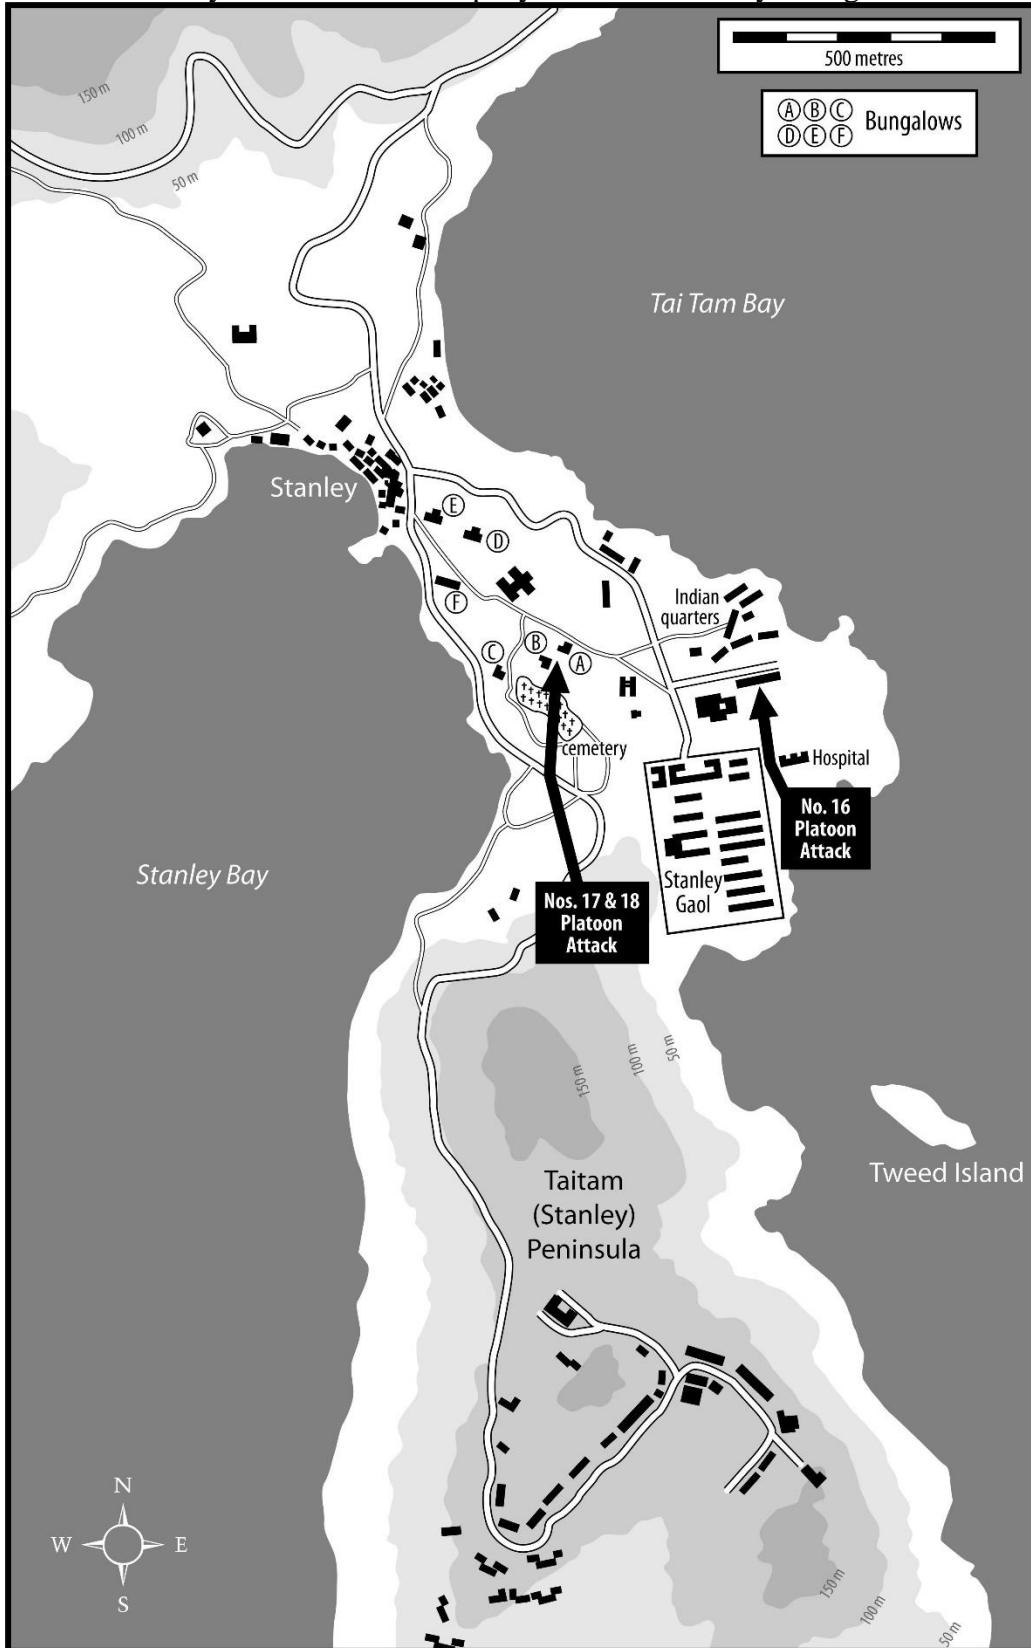 500 metres
A B C
D E F
Bungalows
150 m
100 m
50 m
Tai Tam Bay
Stanley
E
D
F
Indian
quarters
B
C
A
cemetery
Hospital
No. 16
Platoon
Attack
Stanley Bay
Stanley
Gaol
Nos. 17 & 18
Platoon
Attack
50 m
100 m
150 m
Tweed Island
Taitam
(Stanley)
Peninsula
N
W E
S
150 m
100 m
50 m